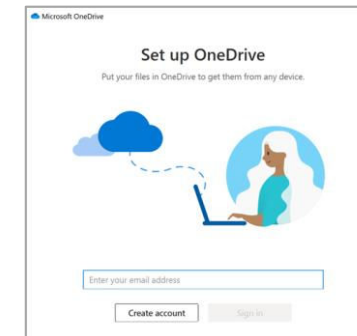 Microsoft OneDrive
Set up OneDrive
Put your files in OneDrive to get them from any device.
Enter your email address
Create account
Sign in